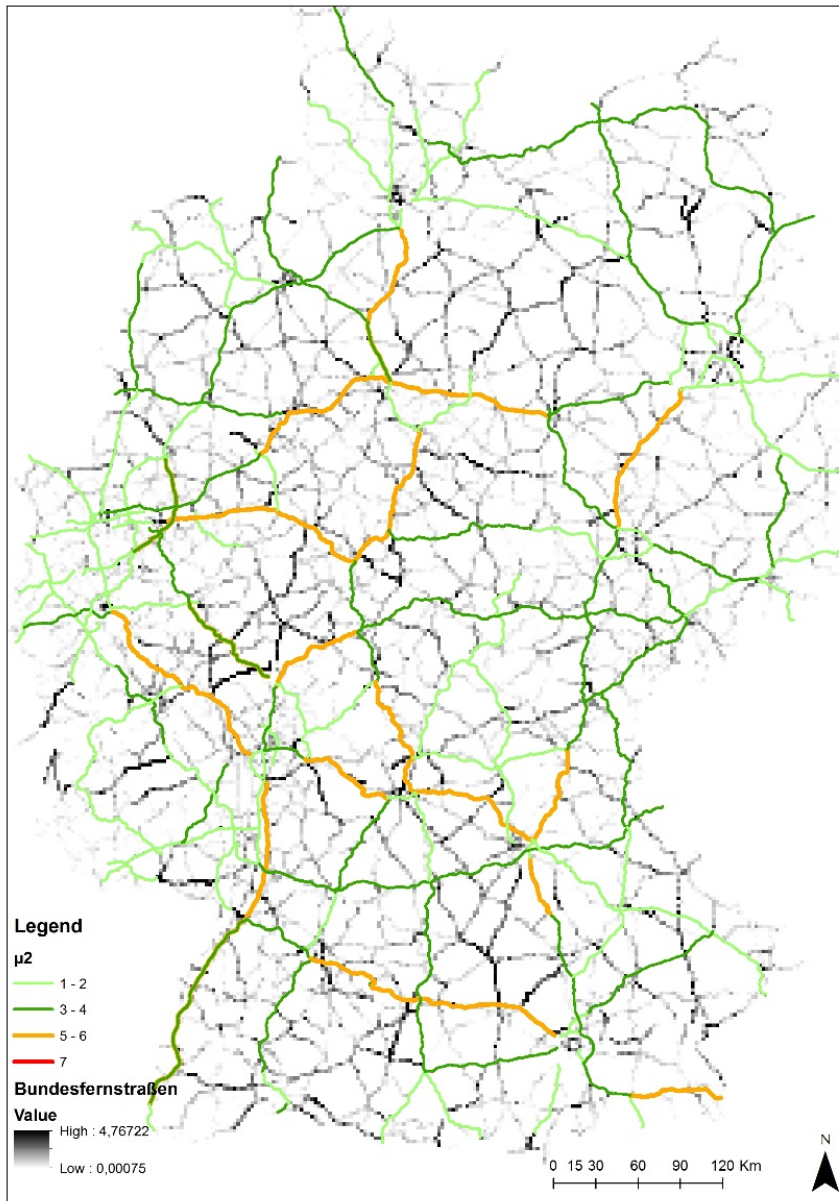 Legend
µ2
1 - 2
3 - 4
5 - 6
7
Bundesfernstraßen
Value
High : 4,76722
Low : 0,00075
N
0 15 30 60 90 120 Km